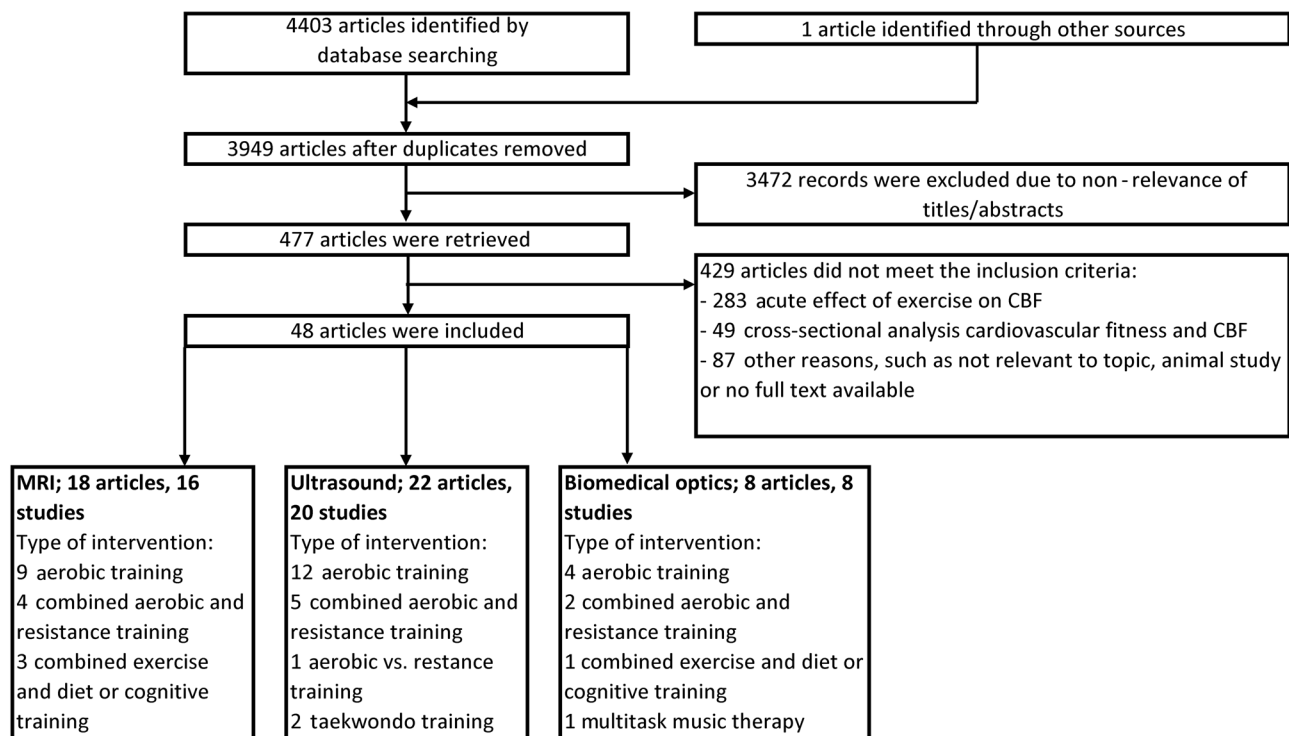 4403 articles identified by
database searching
1 article identified through other sources
3949 articles after duplicates removed
3472 records were excluded due to non-relevance of
titles/abstracts
477 articles were retrieved
429 articles did not meet the inclusion criteria:
- 283 acute effect of exercise on CBF
- 49 cross-sectional analysis cardiovascular fitness and CBF
- 87 other reasons, such as not relevant to topic, animal study
or no full text available
48 articles were included
MRI; 18 articles, 16
studies
Type of intervention:
9 aerobic training
4 combined aerobic and
resistance training
3 combined exercise
and diet or cognitive
training
Ultrasound; 22 articles,
20 studies
Type of intervention:
12 aerobic training
5 combined aerobic and
resistance training
1 aerobic vs. restance
training
2 taekwondo training
Biomedical optics; 8 articles, 8
studies
Type of intervention:
4 aerobic training
2 combined aerobic and
resistance training
1 combined exercise and diet or
cognitive training
1 multitask music therapy